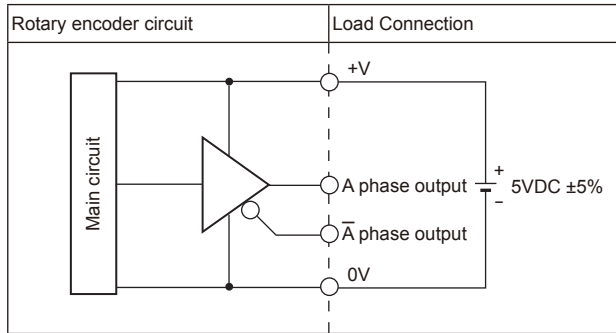 Rotary encoder circuit
Load Connection
+V
Main circuit
A phase output
+
5VDC ±5%
−
A̅ phase output
0V